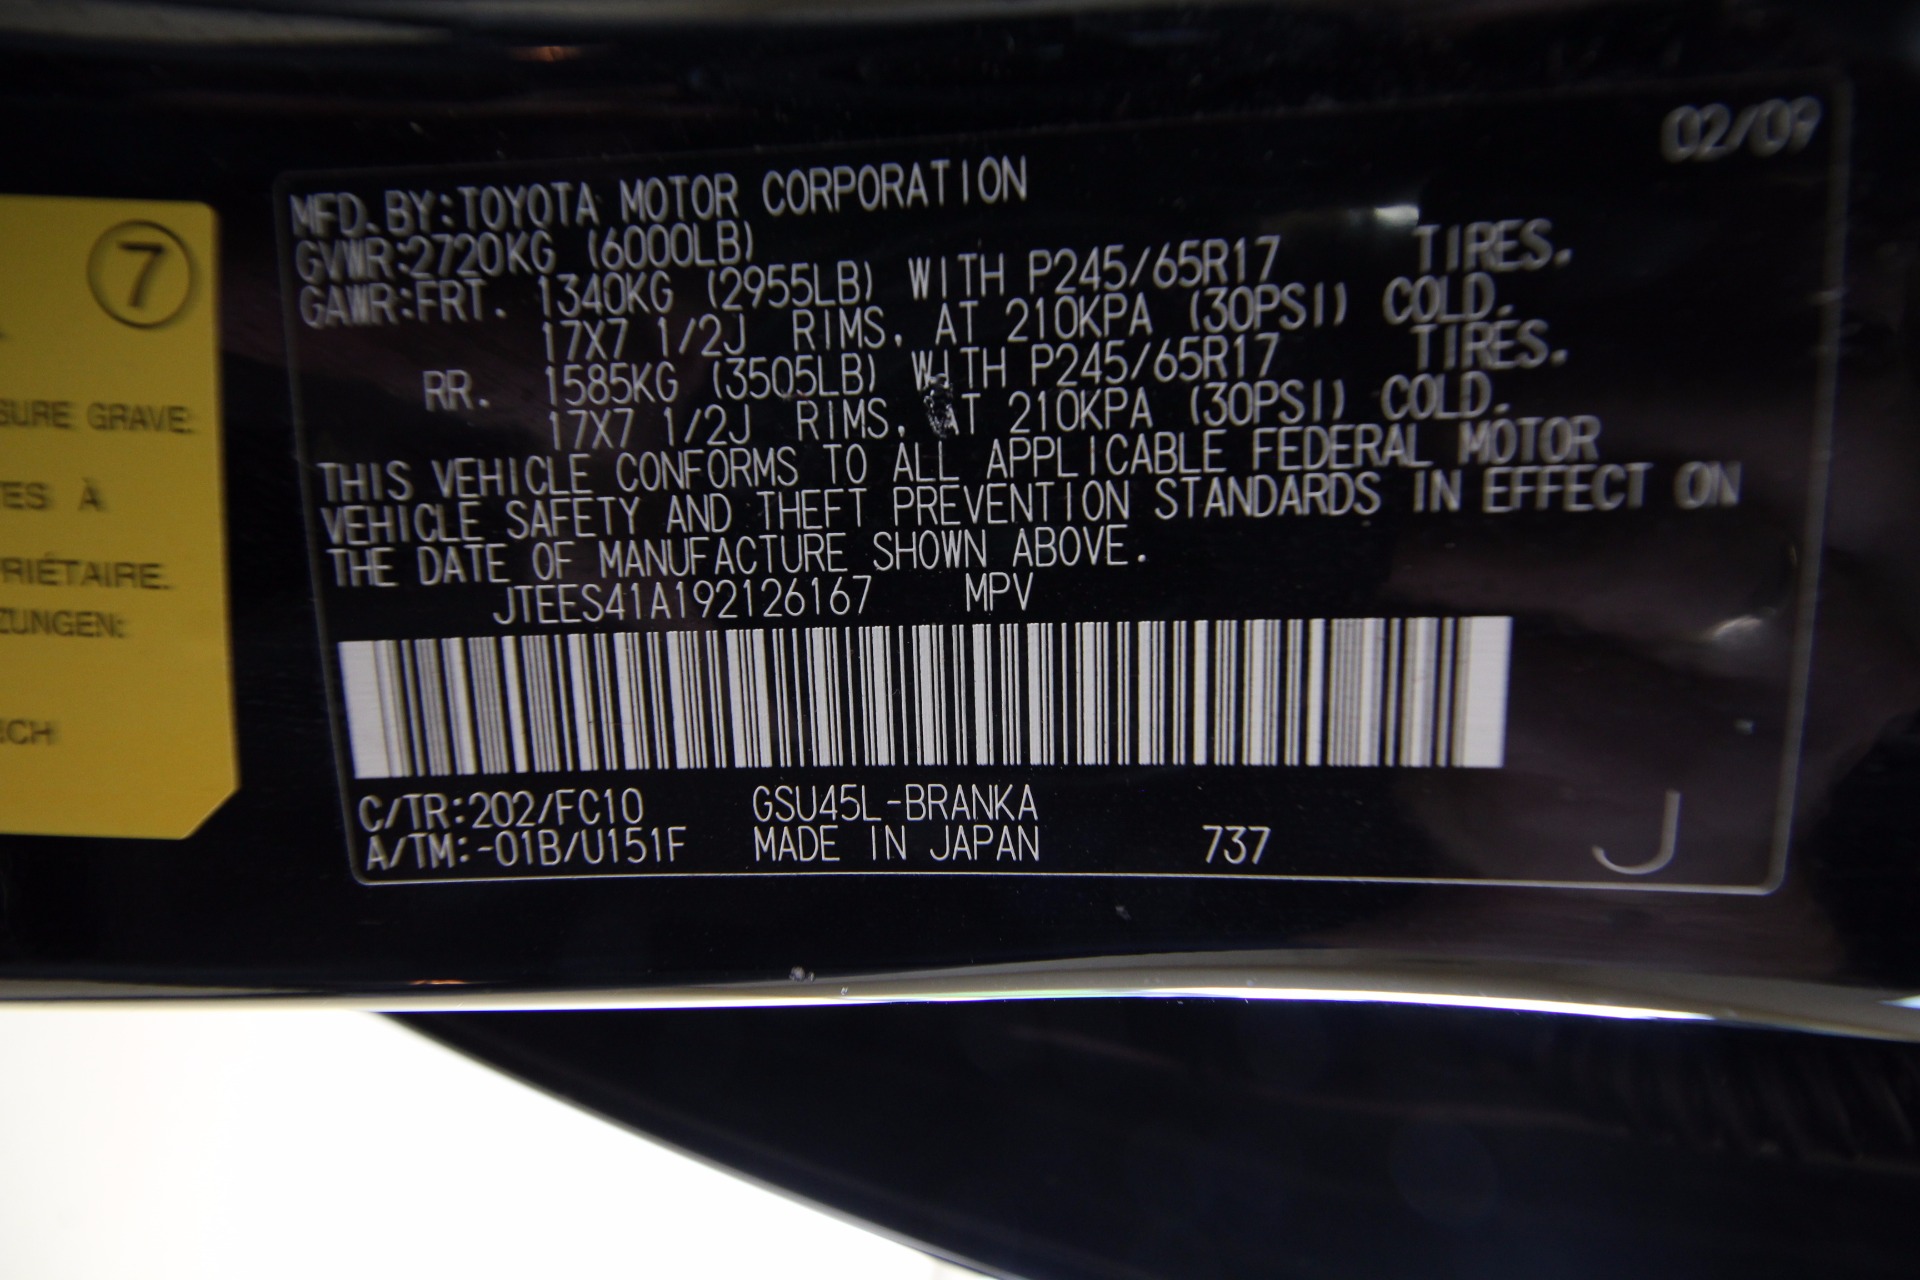 02/09
MFD. BY:TOYOTA MOTOR CORPORATION
GVWR:2720KG (6000LB)
GAWR:FRT. 1340KG (2955LB) WITH P245/65R17 TIRES.
17X7 1/2J RIMS, AT 210KPA (30PSI) COLD.
RR. 1585KG (3505LB) WITH P245/65R17 TIRES.
17X7 1/2J RIMS, AT 210KPA (30PSI) COLD.
THIS VEHICLE CONFORMS TO ALL APPLICABLE FEDERAL MOTOR
VEHICLE SAFETY AND THEFT PREVENTION STANDARDS IN EFFECT ON
THE DATE OF MANUFACTURE SHOWN ABOVE.
JTEES41A192126167 MPV
C/TR:202/FC10 GSU45L-BRANKA
A/TM:-01B/U151F MADE IN JAPAN 737 J
7
SURE GRAVE.
TES À
PRIÉTAIRE.
ZUNGEN:
ICH